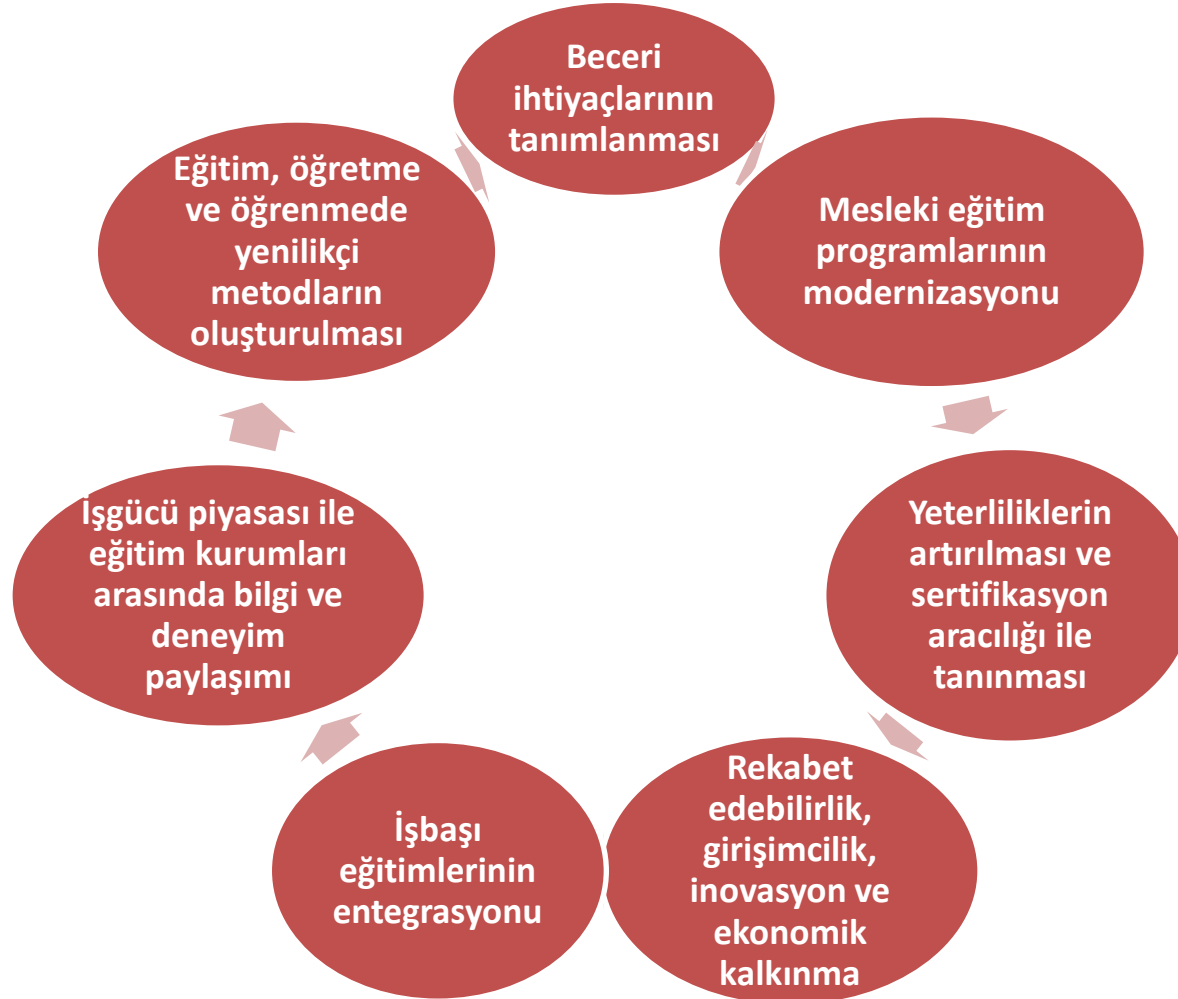 Beceri
ihtiyaçlarının
tanımlanması
Mesleki eğitim
programlarının
modernizasyonu
Yeterliliklerin
artırılması ve
sertifikasyon
aracılığı ile
tanınması
Rekabet
edebilirlik,
girişimcilik,
inovasyon ve
ekonomik
kalkınma
İşbaşı
eğitimlerinin
entegrasyonu
İşgücü piyasası ile
eğitim kurumları
arasında bilgi ve
deneyim
paylaşımı
Eğitim, öğretme
ve öğrenmede
yenilikçi
metodların
oluşturulması